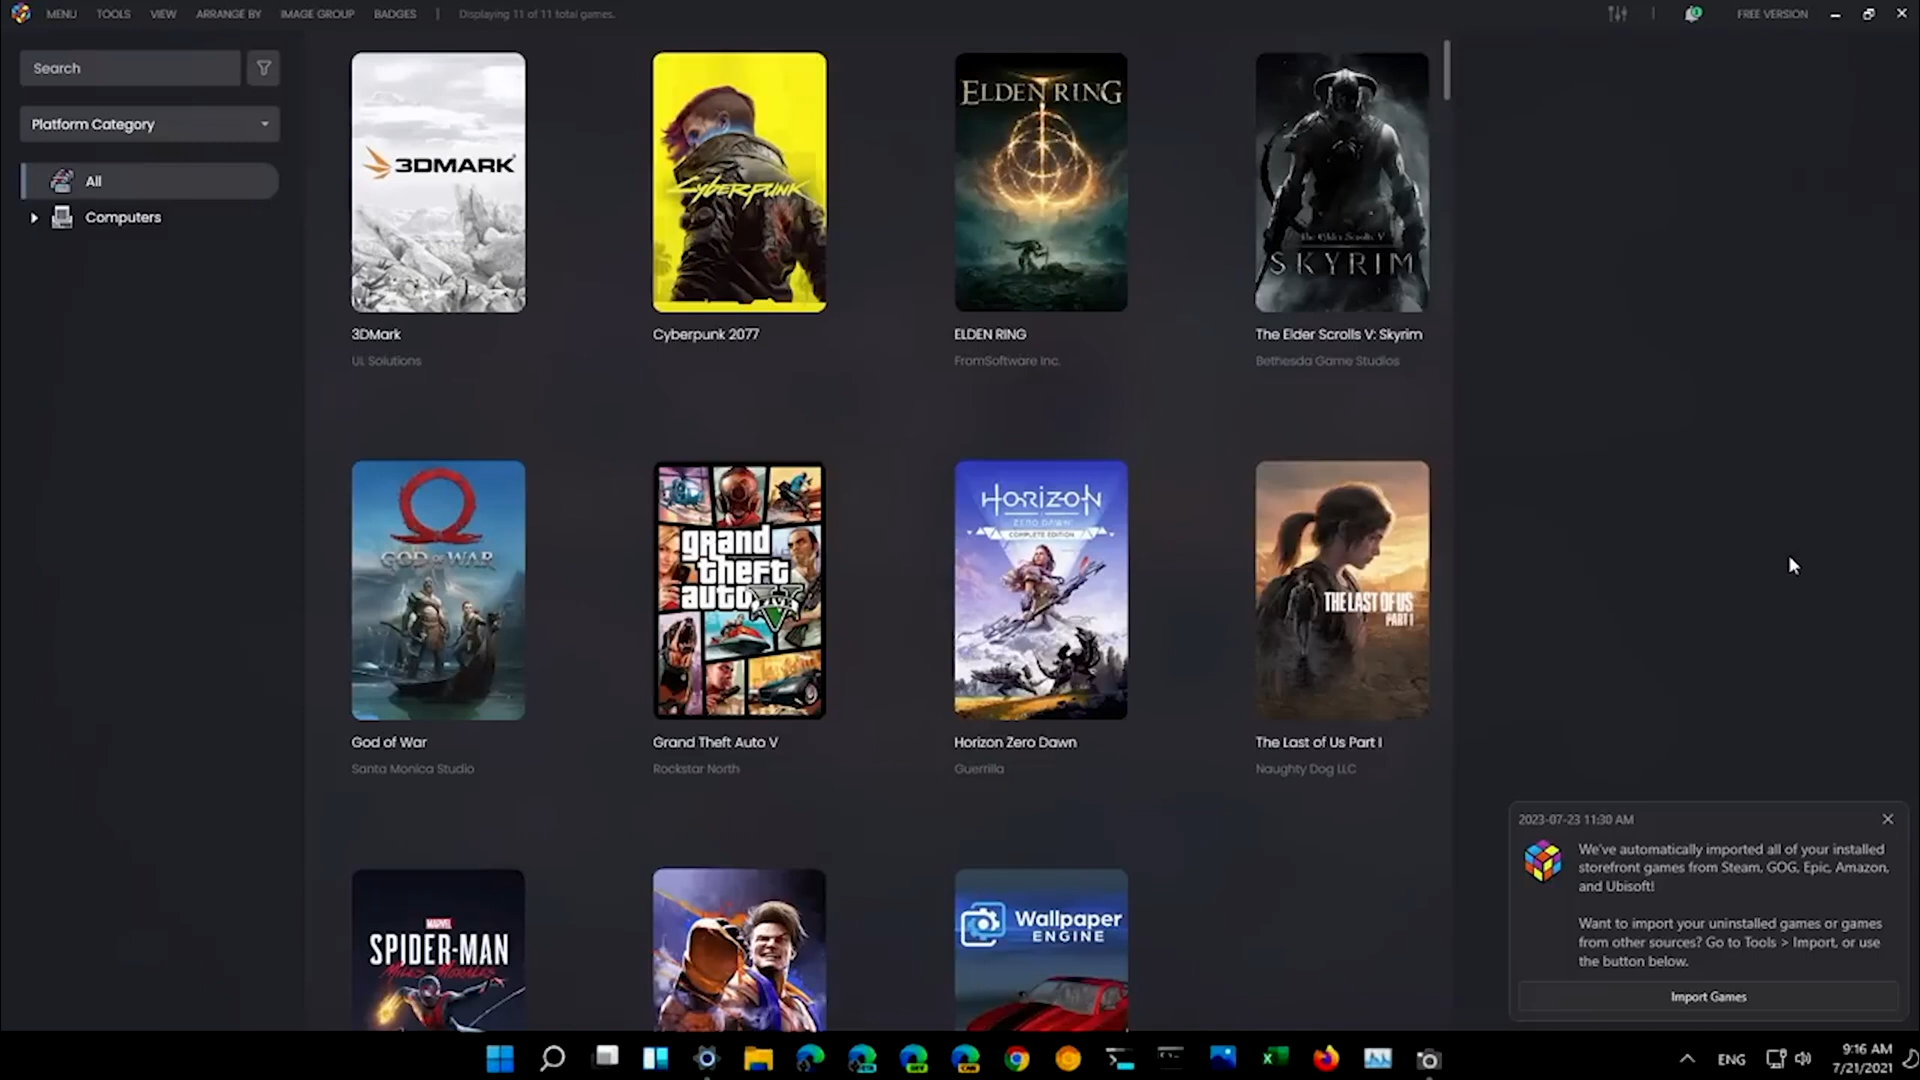 MENU TOOLS VIEW ARRANGE BY IMAGE GROUP BADGES | Displaying 11 of 11 total games. FREE VERSION
Search
Platform Category
All
Computers
3DMARK
CYBERPUNK
ELDEN RING
The Elder Scrolls V
SKYRIM
3DMark
Cyberpunk 2077
ELDEN RING
The Elder Scrolls V: Skyrim
UL Solutions
FromSoftware Inc.
Bethesda Game Studios
GOD OF WAR
grand
theft
auto
FIVE
HORIZON
ZERO DAWN
COMPLETE EDITION
THE LAST OF US
PART I
God of War
Grand Theft Auto V
Horizon Zero Dawn
The Last of Us Part I
Santa Monica Studio
Rockstar North
Guerrilla
Naughty Dog LLC
MARVEL
SPIDER-MAN
MILES MORALES
Wallpaper
ENGINE
2023-07-23 11:30 AM
We've automatically imported all of your installed
storefront games from Steam, GOG, Epic, Amazon,
and Ubisoft!
Want to import your uninstalled games or games
from other sources? Go to Tools > Import, or use
the button below.
Import Games
ENG
9:16 AM
7/21/2021